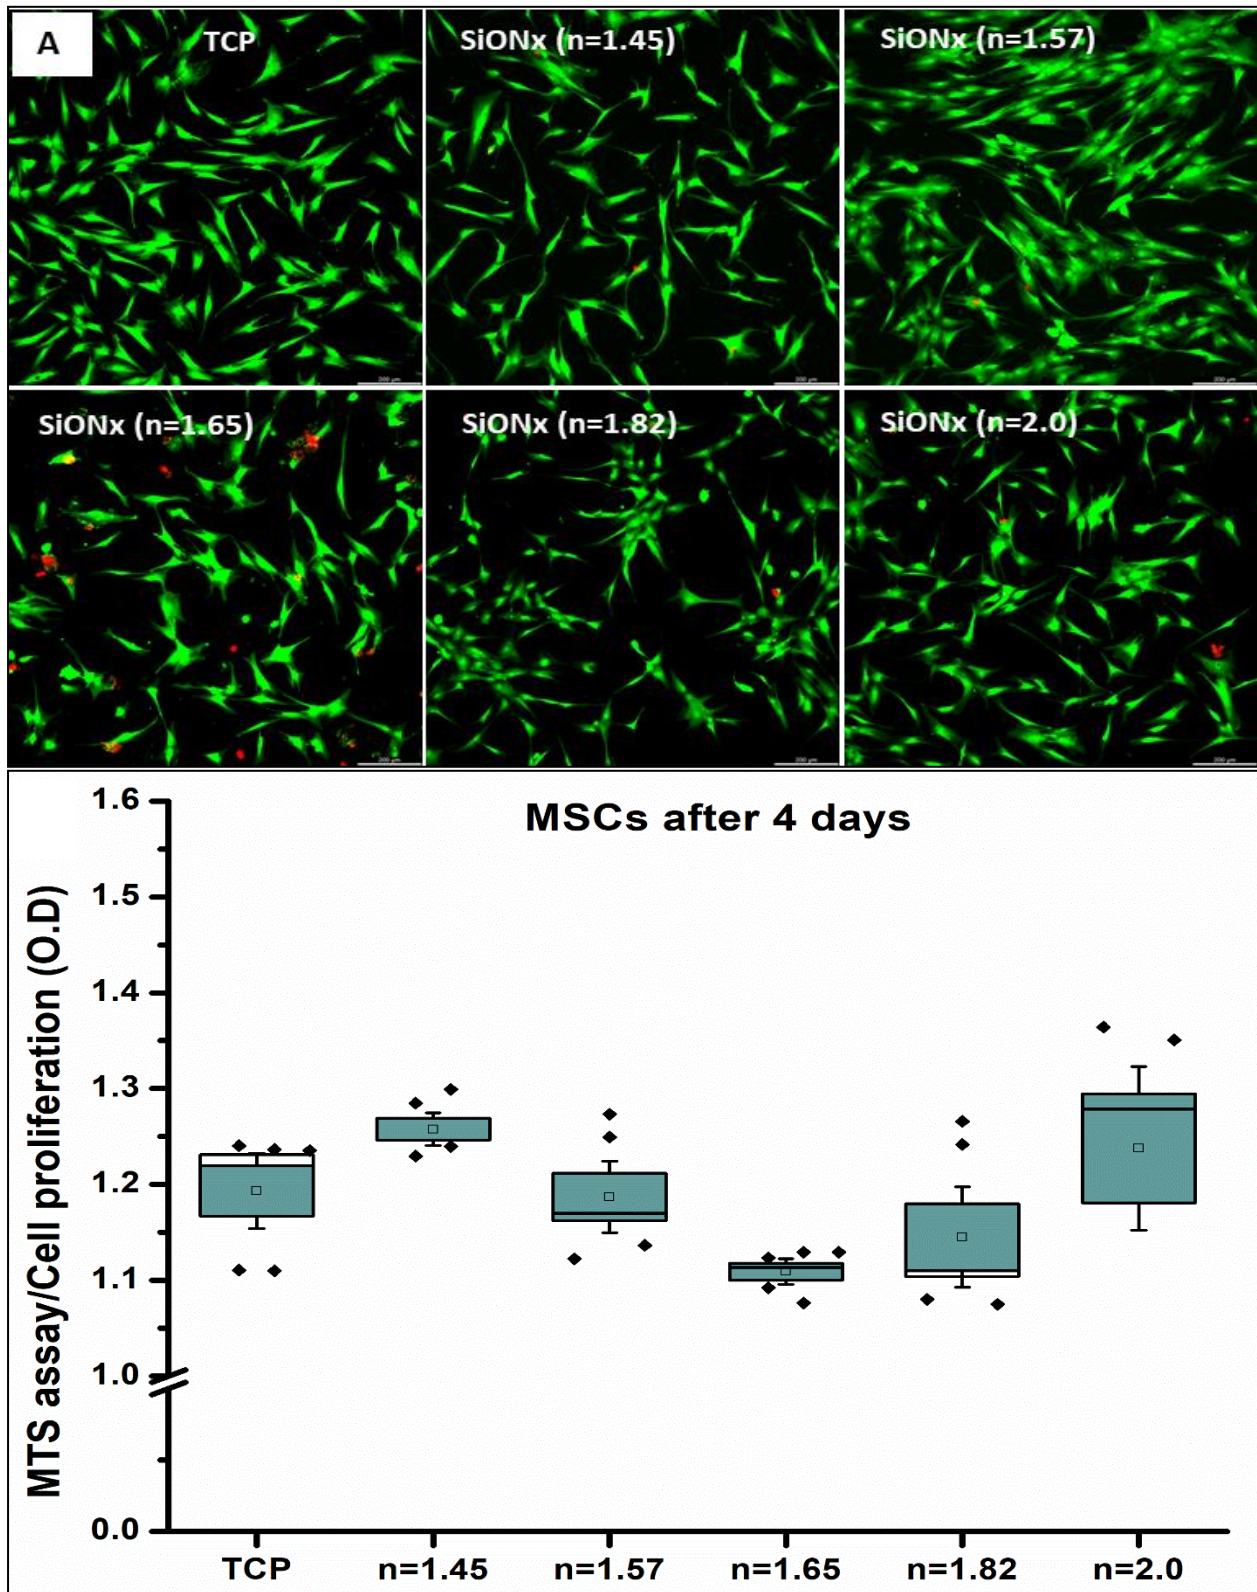 A
TCP
SiONx (n=1.45)
SiONx (n=1.57)
SiONx (n=1.65)
SiONx (n=1.82)
SiONx (n=2.0)
MSCs after 4 days
MTS assay/Cell proliferation (O.D)
1.6
1.5
1.4
1.3
1.2
1.1
1.0
0.0
TCP n=1.45 n=1.57 n=1.65 n=1.82 n=2.0